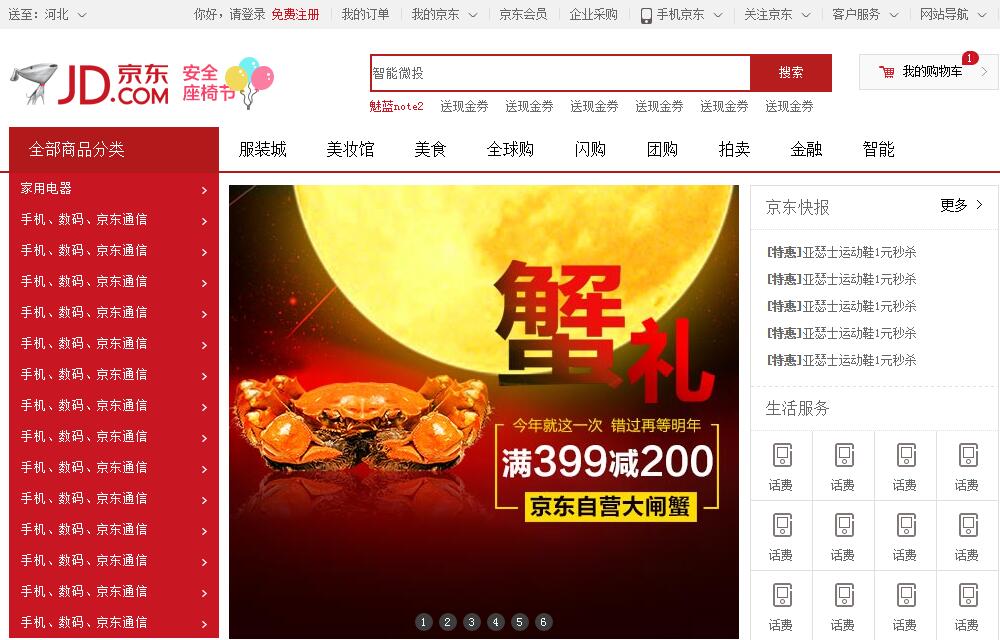 送至：河北
你好，请登录 免费注册
我的订单
我的京东
京东会员
企业采购
手机京东
关注京东
客户服务
网站导航
JD.COM 京东
安全
座椅节
智能微投
搜索
我的购物车
1
魅蓝note2 送现金券 送现金券 送现金券 送现金券 送现金券 送现金券
全部商品分类
服装城 美妆馆 美食 全球购 闪购 团购 拍卖 金融 智能
家用电器
手机、数码、京东通信
手机、数码、京东通信
手机、数码、京东通信
手机、数码、京东通信
手机、数码、京东通信
手机、数码、京东通信
手机、数码、京东通信
手机、数码、京东通信
手机、数码、京东通信
手机、数码、京东通信
手机、数码、京东通信
手机、数码、京东通信
手机、数码、京东通信
手机、数码、京东通信
蟹礼
今年就这一次 错过再等明年
满399减200
京东自营大闸蟹
1 2 3 4 5 6
京东快报
更多
[特惠]亚瑟士运动鞋1元秒杀
[特惠]亚瑟士运动鞋1元秒杀
[特惠]亚瑟士运动鞋1元秒杀
[特惠]亚瑟士运动鞋1元秒杀
[特惠]亚瑟士运动鞋1元秒杀
生活服务
话费 话费 话费 话费
话费 话费 话费 话费
话费 话费 话费 话费